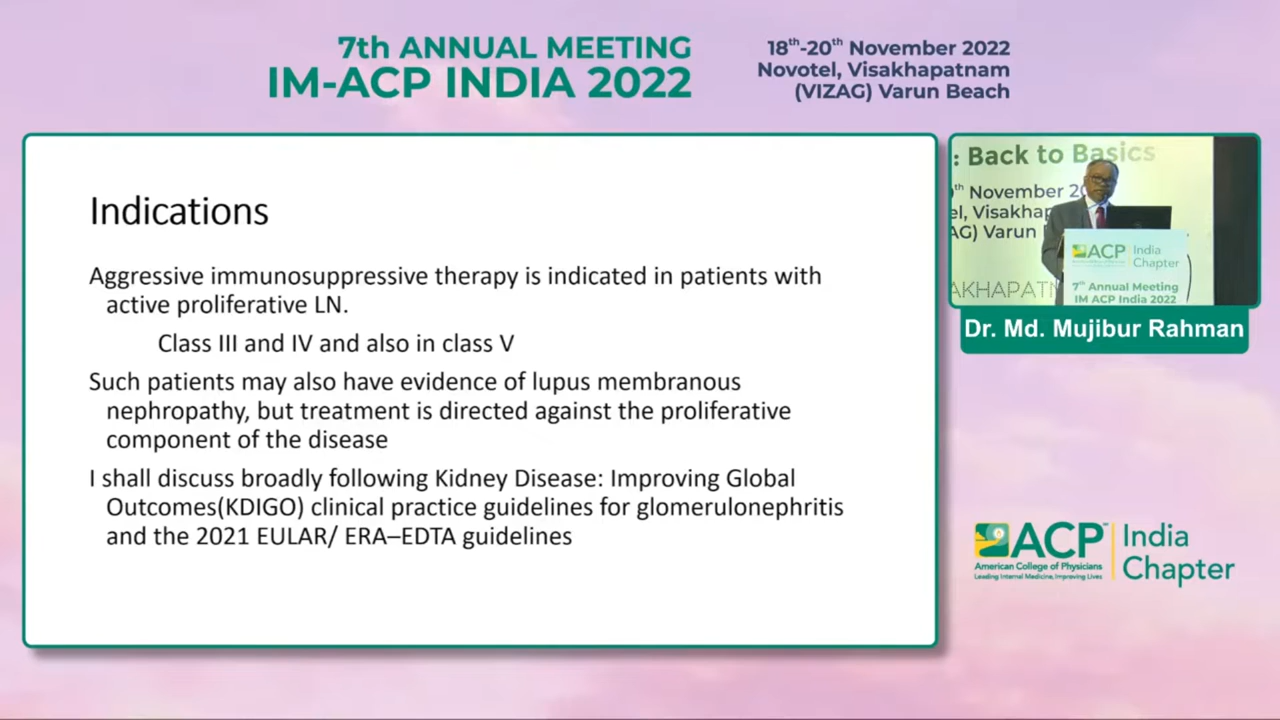 7th ANNUAL MEETING
IM-ACP INDIA 2022
18th-20th November 2022
Novotel, Visakhapatnam
(VIZAG) Varun Beach
Indications
Aggressive immunosuppressive therapy is indicated in patients with
active proliferative LN.
Class III and IV and also in class V
Such patients may also have evidence of lupus membranous
nephropathy, but treatment is directed against the proliferative
component of the disease
I shall discuss broadly following Kidney Disease: Improving Global
Outcomes(KDIGO) clinical practice guidelines for glomerulonephritis
and the 2021 EULAR/ ERA–EDTA guidelines
: Back to Basics
th November 20
el, Visakhap
AG) Varun
AKHAPATN
ACP India
Chapter
7th Annual Meeting
IM ACP India 2022
Dr. Md. Mujibur Rahman
ACP™ India
American College of Physicians Chapter
Leading Internal Medicine, Improving Lives